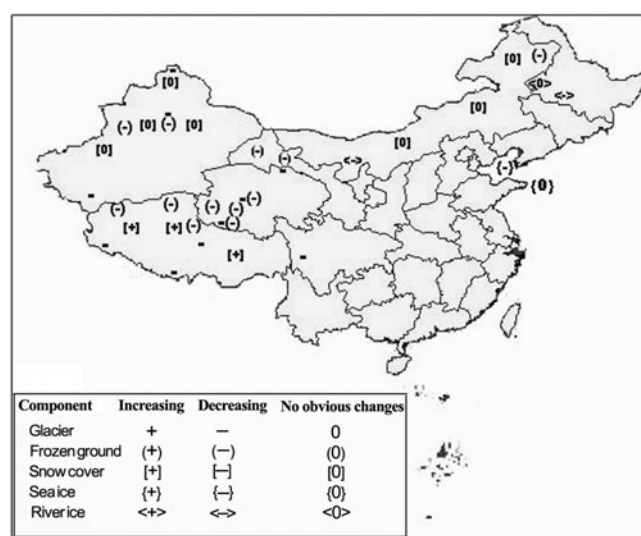 [0]
[0] (-)
<0>
<->
[0]
(-) [0] (-) [0]
[0]
[0]
(-) (-)
<->
{-}
{0}
(-) (-) (-) (-) (-)
[+] [+] (-) (-)
[+]
Component Increasing Decreasing No obvious changes
Glacier + — 0
Frozen ground (+) (—) (0)
Snow cover [+] [—] [0]
Sea ice {+} {—} {0}
River ice <+> <—> <0>